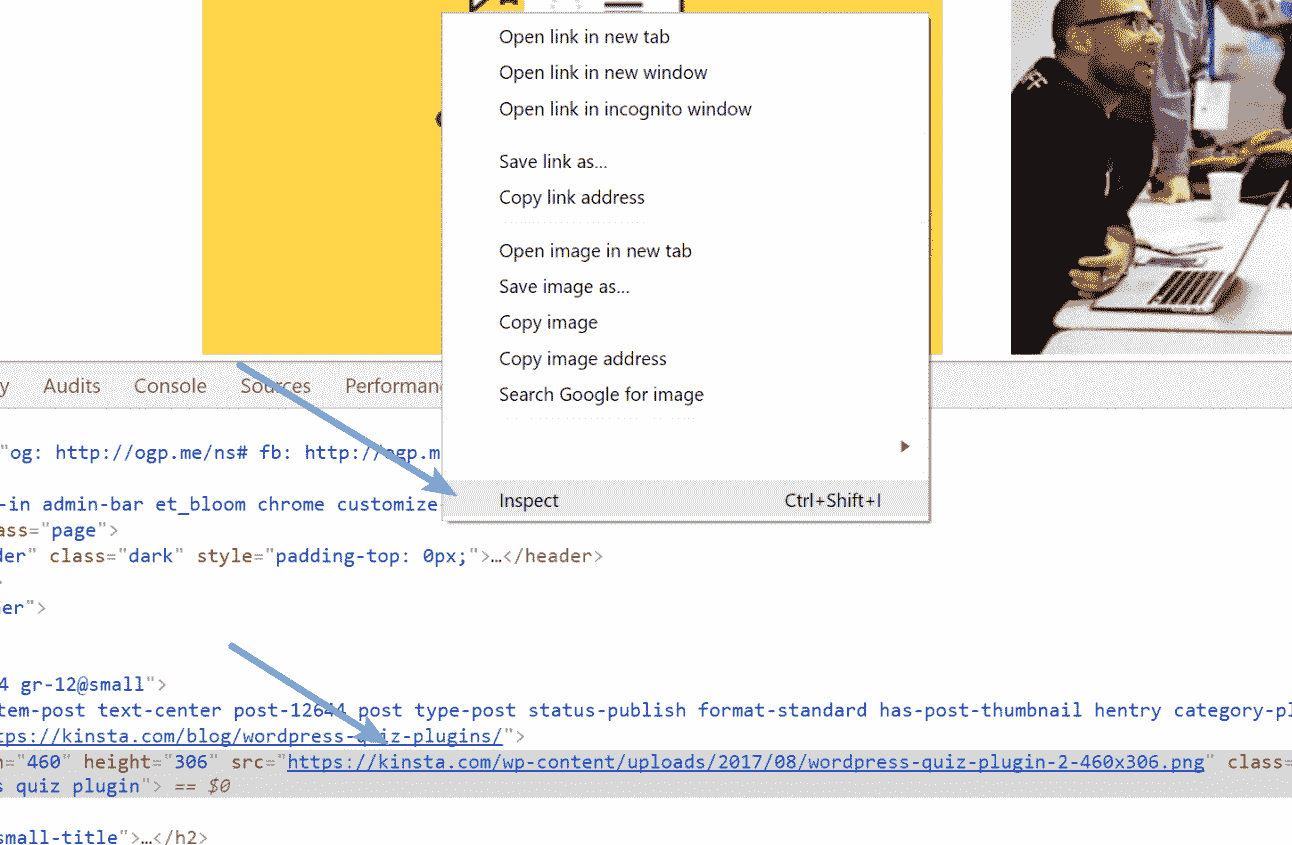 Open link in new tab
Open link in new window
Open link in incognito window
Save link as...
Copy link address
Open image in new tab
Save image as...
Copy image
Copy image address
Search Google for image
Inspect Ctrl+Shift+I
y Audits Console Sources Performanc
"og: http://ogp.me/ns# fb: http://ogp.m
-in admin-bar et_bloom chrome customize-
ass="page">
der" class="dark" style="padding-top: 0px;">…</header>
>
ner">
4 gr-12@small">
tem-post text-center post-12644 post type-post status-publish format-standard has-post-thumbnail hentry category-pl
tps://kinsta.com/blog/wordpress-quiz-plugins/">
h="460" height="306" src="https://kinsta.com/wp-content/uploads/2017/08/wordpress-quiz-plugin-2-460x306.png" class=
s quiz plugin"> == $0
small-title">…</h2>